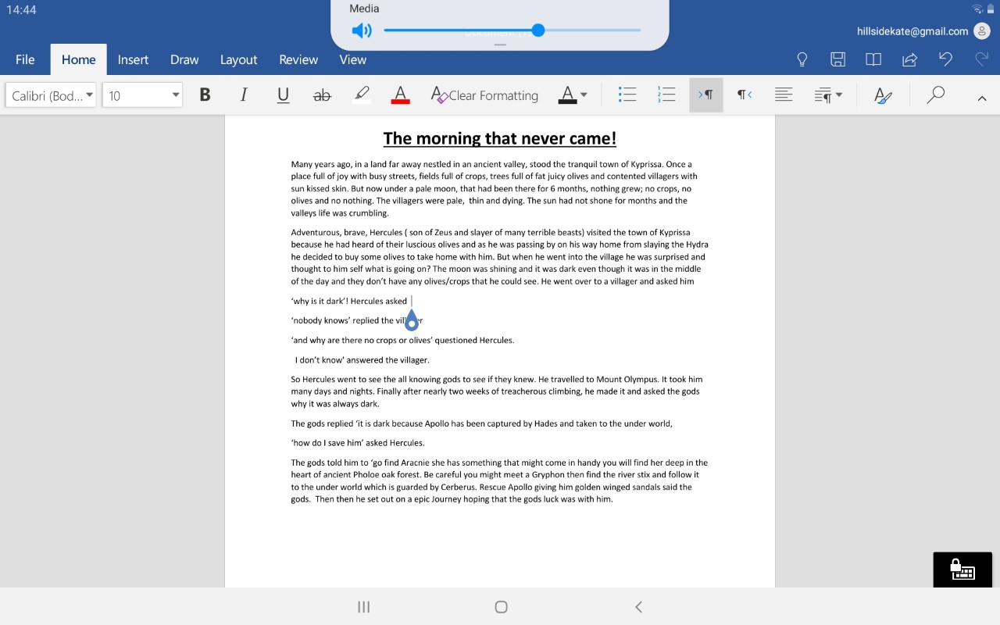 14:44
Media
hillsidekate@gmail.com
File Home Insert Draw Layout Review View
Calibri (Bod... 10 B I U ab A A Clear Formatting A
The morning that never came!
Many years ago, in a land far away nestled in an ancient valley, stood the tranquil town of Kyprissa. Once a
place full of joy with busy streets, fields full of crops, trees full of fat juicy olives and contented villagers with
sun kissed skin. But now under a pale moon, that had been there for 6 months, nothing grew; no crops, no
olives and no nothing. The villagers were pale,  thin and dying. The sun had not shone for months and the
valleys life was crumbling.
Adventurous, brave, Hercules ( son of Zeus and slayer of many terrible beasts) visited the town of Kyprissa
because he had heard of their luscious olives and as he was passing by on his way home from slaying the Hydra
he decided to buy some olives to take home with him. But when he went into the village he was surprised and
thought to him self what is going on? The moon was shining and it was dark even though it was in the middle
of the day and they don't have any olives/crops that he could see. He went over to a villager and asked him
‘why is it dark’! Hercules asked
‘nobody knows’ replied the villager
‘and why are there no crops or olives’ questioned Hercules.
I don’t know' answered the villager.
So Hercules went to see the all knowing gods to see if they knew. He travelled to Mount Olympus. It took him
many days and nights. Finally after nearly two weeks of treacherous climbing, he made it and asked the gods
why it was always dark.
The gods replied ‘it is dark because Apollo has been captured by Hades and taken to the under world,
‘how do I save him’ asked Hercules.
The gods told him to ‘go find Aracnie she has something that might come in handy you will find her deep in the
heart of ancient Pholoe oak forest. Be careful you might meet a Gryphon then find the river stix and follow it
to the under world which is guarded by Cerberus. Rescue Apollo giving him golden winged sandals said the
gods.  Then then he set out on a epic Journey hoping that the gods luck was with him.